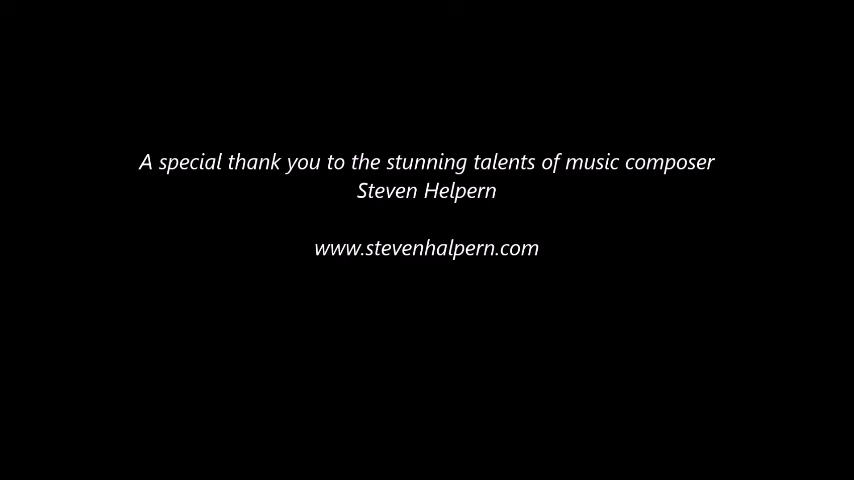 A special thank you to the stunning talents of music composer
Steven Helpern
www.stevenhalpern.com